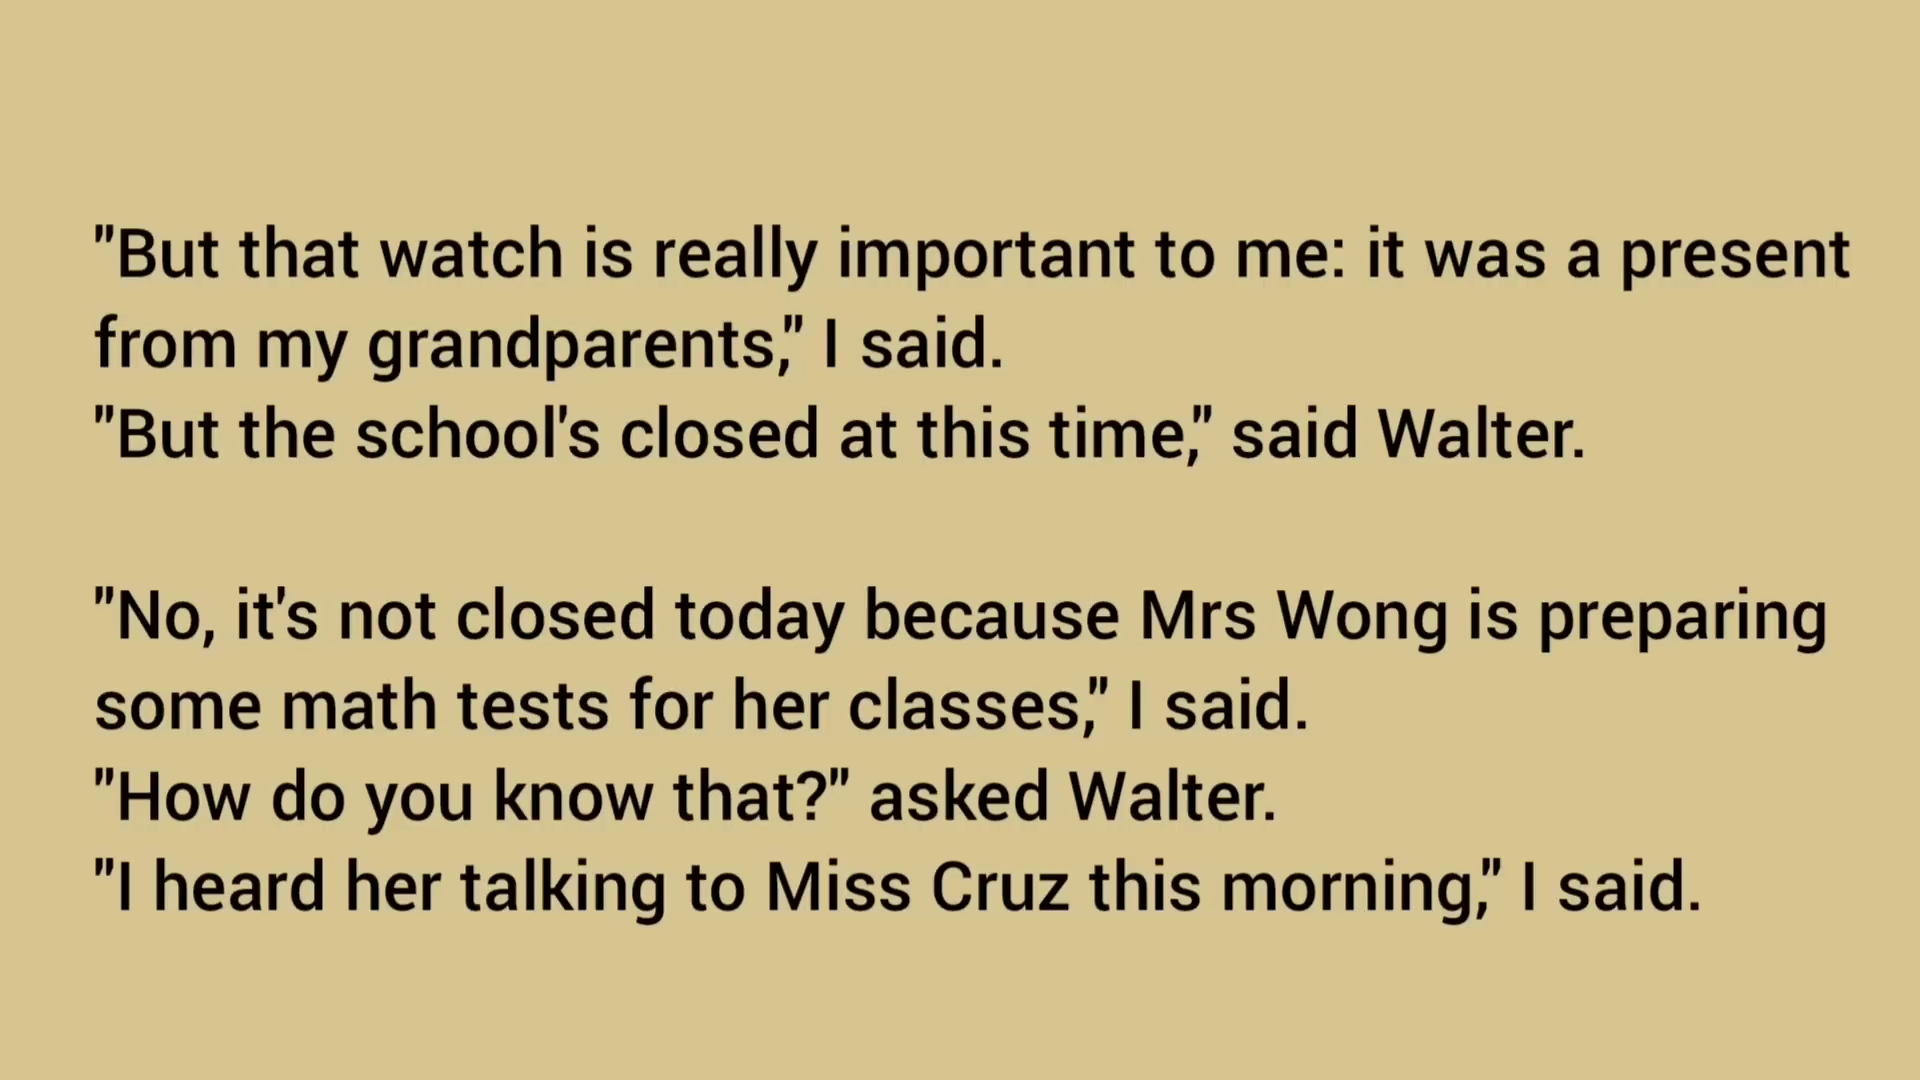 "But that watch is really important to me: it was a present
from my grandparents," I said.
"But the school's closed at this time," said Walter.
"No, it's not closed today because Mrs Wong is preparing
some math tests for her classes," I said.
"How do you know that?" asked Walter.
"I heard her talking to Miss Cruz this morning," I said.